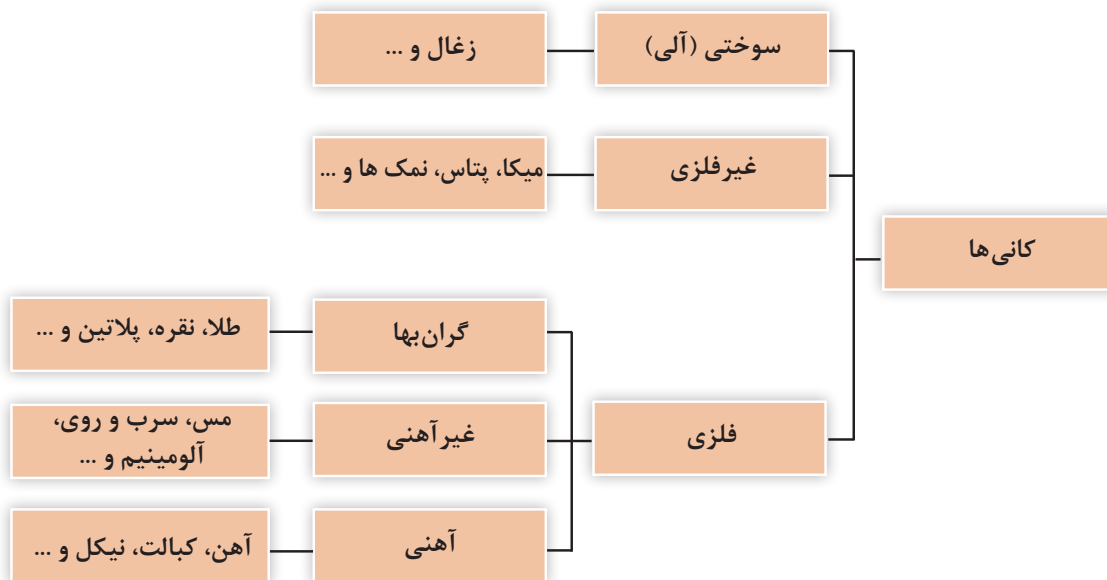 سوختی (آلی)
زغال و ...
غیرفلزی
میکا، پتاس، نمک ها و ...
کانی‌ها
گران‌بها
طلا، نقره، پلاتین و ...
فلزی
غیرآهنی
مس، سرب و روی،
آلومینیم و ...
آهنی
آهن، کبالت، نیکل و ...